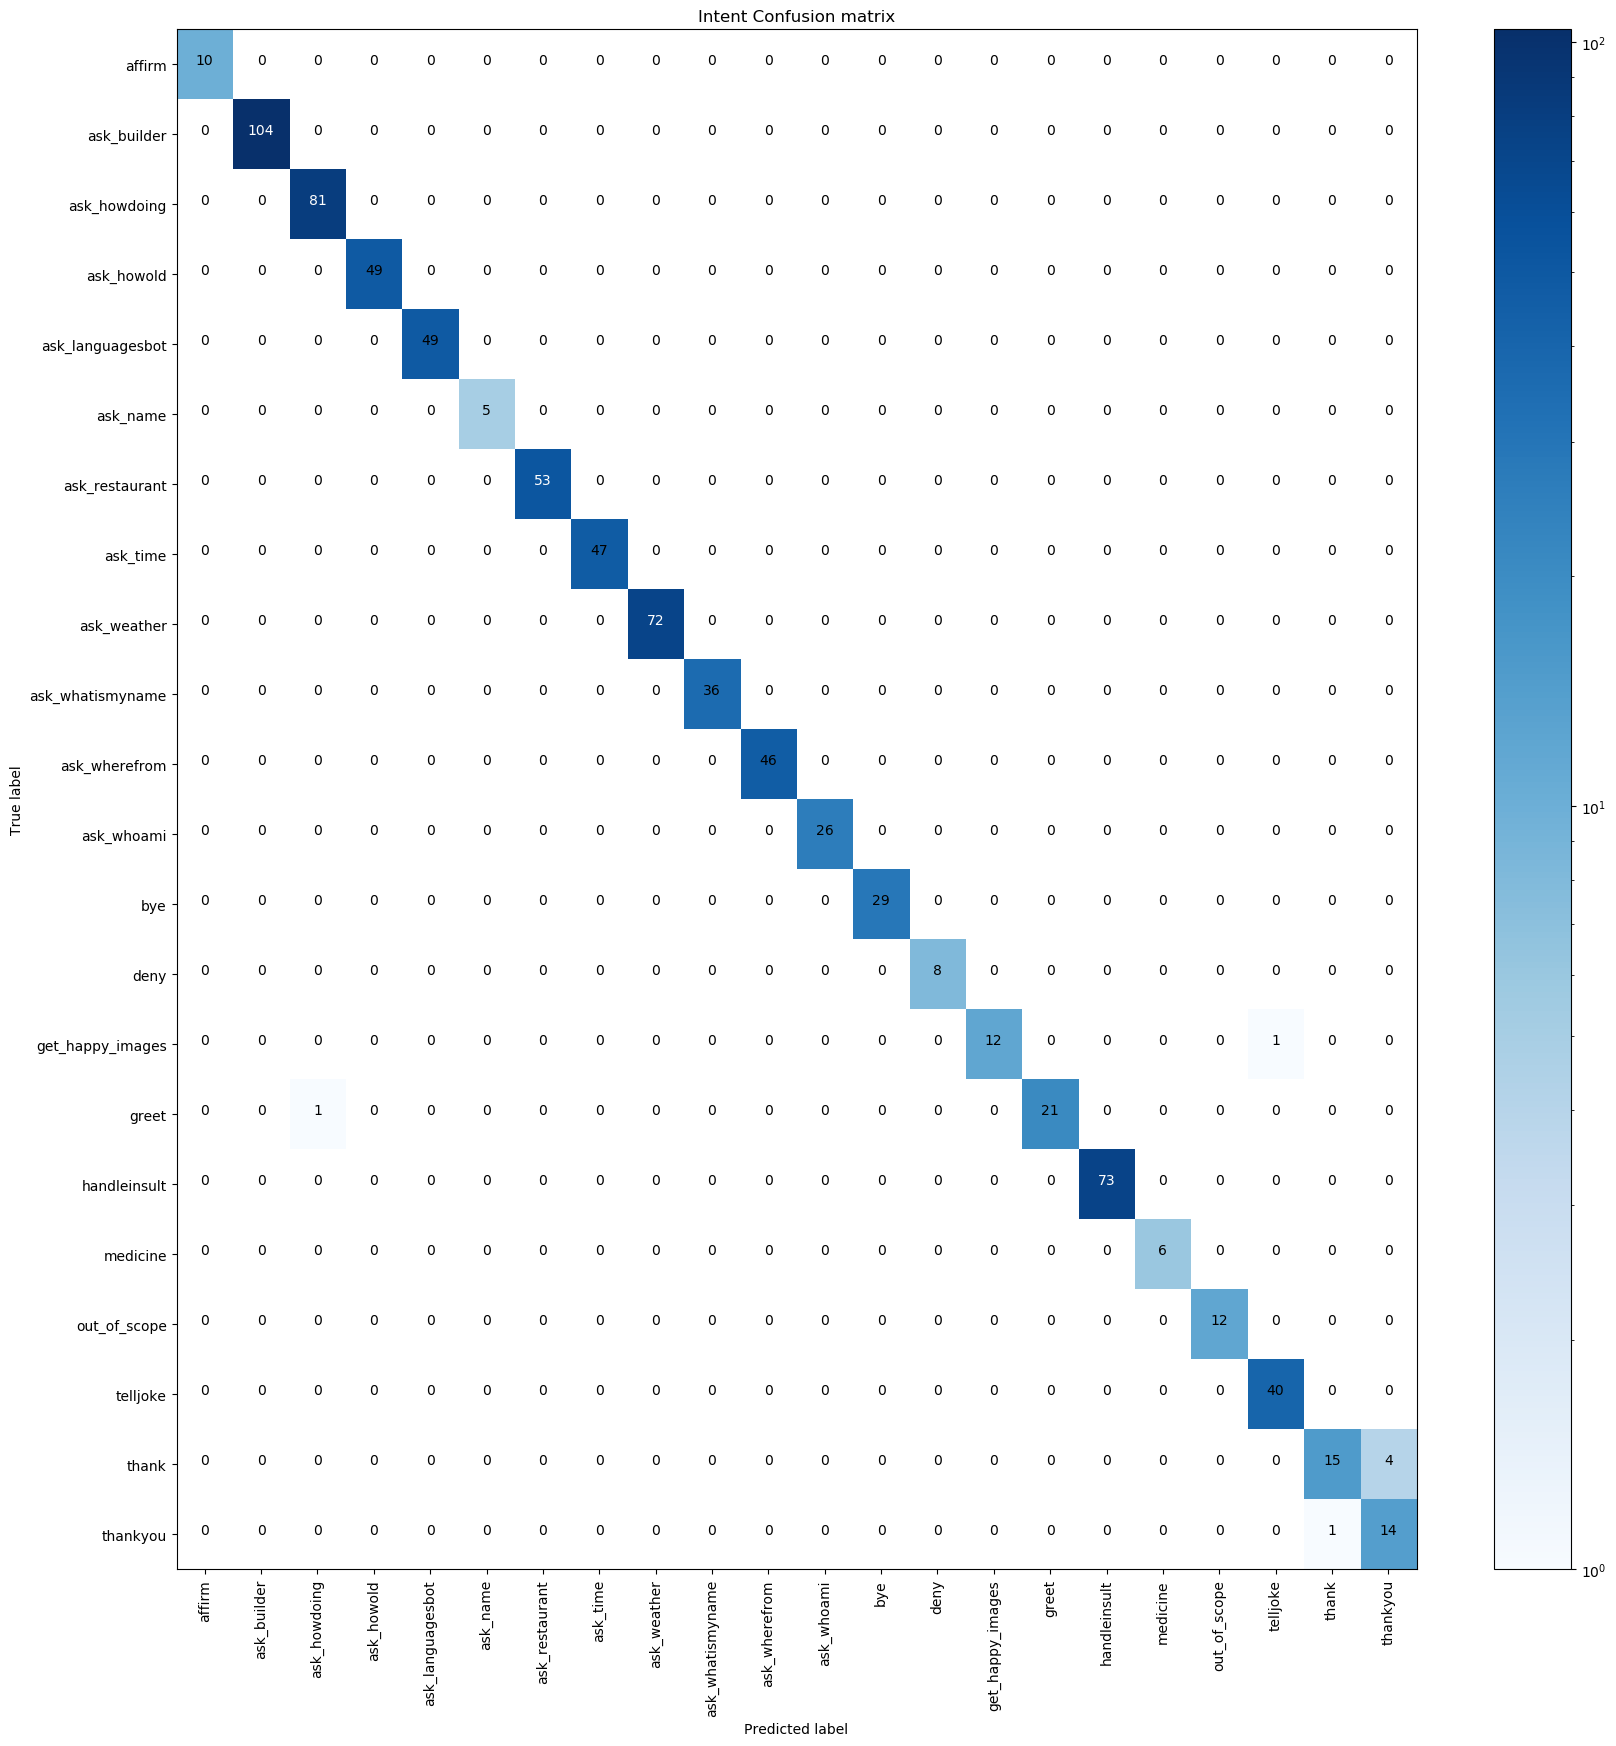 Intent Confusion matrix
affirm 10 0 0 0 0 0 0 0 0 0 0 0 0 0 0 0 0 0 0 0 0 0
ask_builder 0 104 0 0 0 0 0 0 0 0 0 0 0 0 0 0 0 0 0 0 0 0
ask_howdoing 0 0 81 0 0 0 0 0 0 0 0 0 0 0 0 0 0 0 0 0 0 0
ask_howold 0 0 0 49 0 0 0 0 0 0 0 0 0 0 0 0 0 0 0 0 0 0
ask_languagesbot 0 0 0 0 49 0 0 0 0 0 0 0 0 0 0 0 0 0 0 0 0 0
ask_name 0 0 0 0 0 5 0 0 0 0 0 0 0 0 0 0 0 0 0 0 0 0
ask_restaurant 0 0 0 0 0 0 53 0 0 0 0 0 0 0 0 0 0 0 0 0 0 0
ask_time 0 0 0 0 0 0 0 47 0 0 0 0 0 0 0 0 0 0 0 0 0 0
ask_weather 0 0 0 0 0 0 0 0 72 0 0 0 0 0 0 0 0 0 0 0 0 0
ask_whatismyname 0 0 0 0 0 0 0 0 0 36 0 0 0 0 0 0 0 0 0 0 0 0
ask_wherefrom 0 0 0 0 0 0 0 0 0 0 46 0 0 0 0 0 0 0 0 0 0 0
ask_whoami 0 0 0 0 0 0 0 0 0 0 0 26 0 0 0 0 0 0 0 0 0 0
bye 0 0 0 0 0 0 0 0 0 0 0 0 29 0 0 0 0 0 0 0 0 0
deny 0 0 0 0 0 0 0 0 0 0 0 0 0 8 0 0 0 0 0 0 0 0
get_happy_images 0 0 0 0 0 0 0 0 0 0 0 0 0 0 12 0 0 0 0 1 0 0
greet 0 0 1 0 0 0 0 0 0 0 0 0 0 0 0 21 0 0 0 0 0 0
handleinsult 0 0 0 0 0 0 0 0 0 0 0 0 0 0 0 0 73 0 0 0 0 0
medicine 0 0 0 0 0 0 0 0 0 0 0 0 0 0 0 0 0 6 0 0 0 0
out_of_scope 0 0 0 0 0 0 0 0 0 0 0 0 0 0 0 0 0 0 12 0 0 0
telljoke 0 0 0 0 0 0 0 0 0 0 0 0 0 0 0 0 0 0 0 40 0 0
thank 0 0 0 0 0 0 0 0 0 0 0 0 0 0 0 0 0 0 0 0 15 4
thankyou 0 0 0 0 0 0 0 0 0 0 0 0 0 0 0 0 0 0 0 0 1 14
True label
affirm
ask_builder
ask_howdoing
ask_howold
ask_languagesbot
ask_name
ask_restaurant
ask_time
ask_weather
ask_whatismyname
ask_wherefrom
ask_whoami
bye
deny
get_happy_images
greet
handleinsult
medicine
out_of_scope
telljoke
thank
thankyou
Predicted label
10²
10¹
10⁰